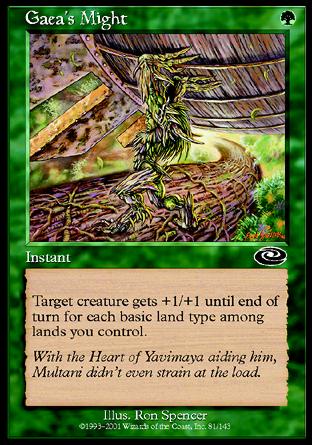 Gaea's Might
Instant
Target creature gets +1/+1 until end of
turn for each basic land type among
lands you control.
With the Heart of Yavimaya aiding him,
Multani didn't even strain at the load.
Illus. Ron Spencer
©1993–2001 Wizards of the Coast, Inc. 81/143